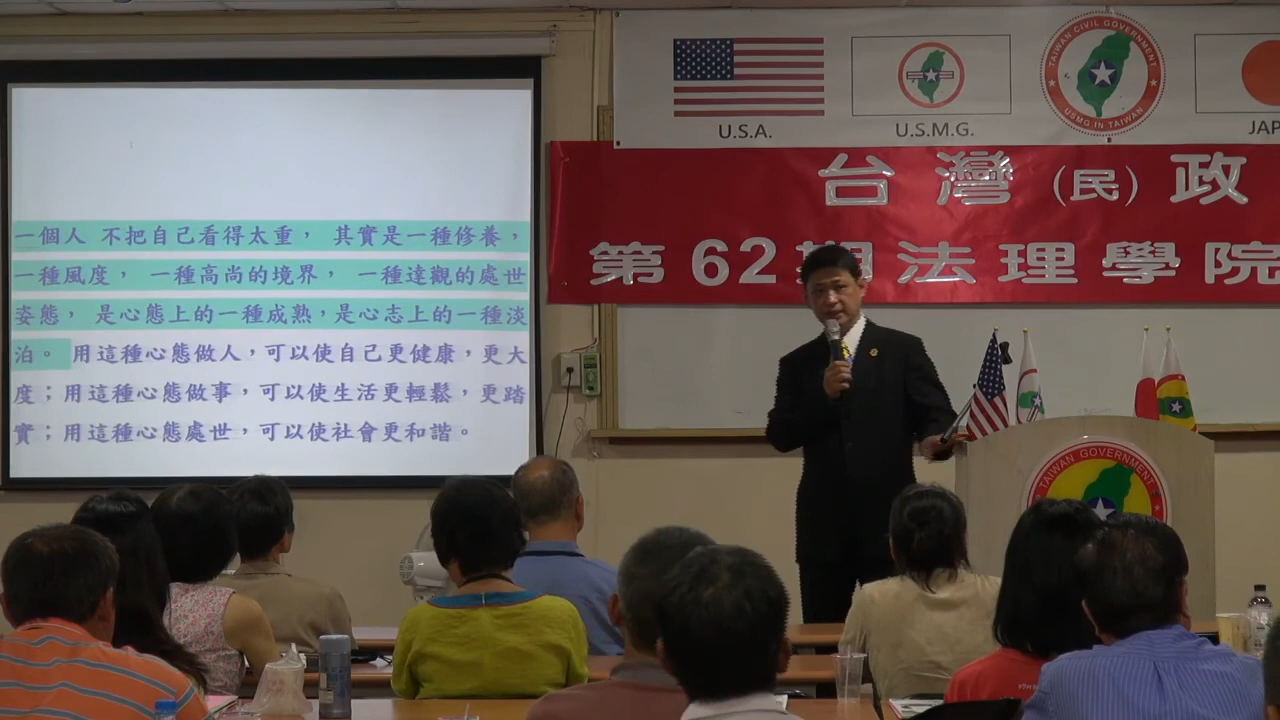 一個人 不把自己看得太重， 其實是一種修養，
一種風度， 一種高尚的境界， 一種達觀的處世
姿態， 是心態上的一種成熟，是心志上的一種淡
泊。 用這種心態做人，可以使自己更健康，更大
度；用這種心態做事，可以使生活更輕鬆，更踏
實；用這種心態處世，可以使社會更和諧。
U.S.A.
U.S.M.G.
TAIWAN CIVIL GOVERNMENT
USMG IN TAIWAN
JAP
台灣（民）政
第62期法理學院
TAIWAN GOVERNMENT